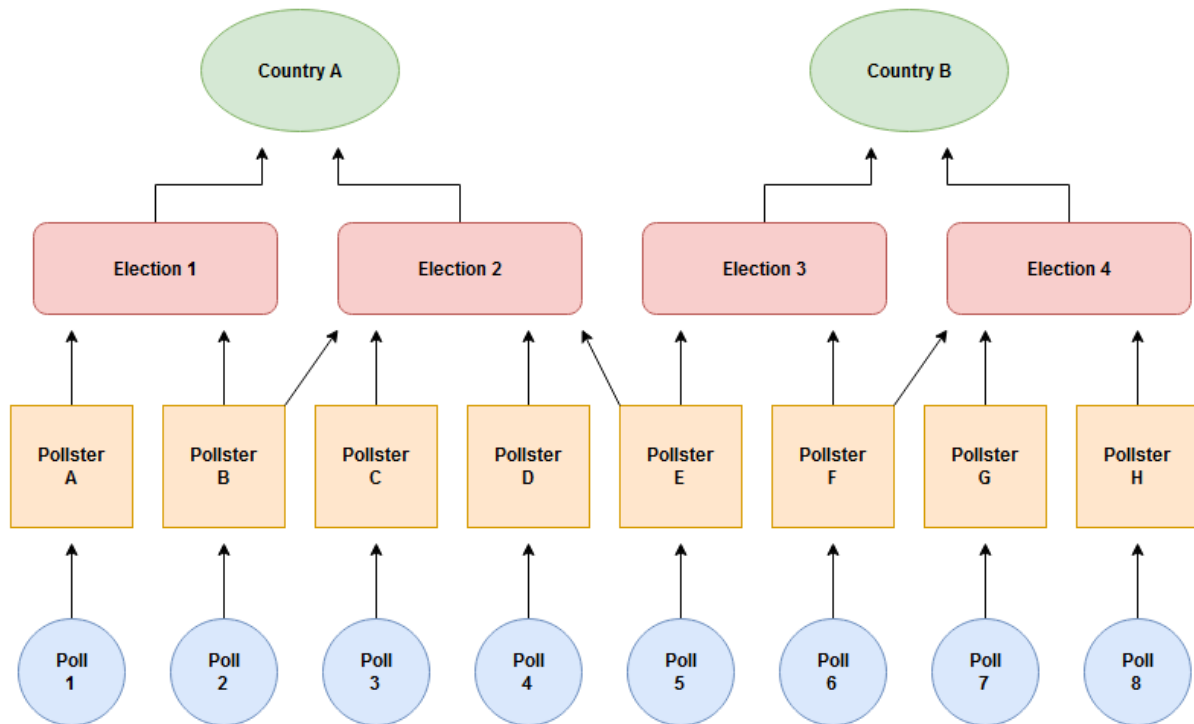 Country A
Country B
Election 1
Election 2
Election 3
Election 4
Pollster
A
Pollster
B
Pollster
C
Pollster
D
Pollster
E
Pollster
F
Pollster
G
Pollster
H
Poll
1
Poll
2
Poll
3
Poll
4
Poll
5
Poll
6
Poll
7
Poll
8